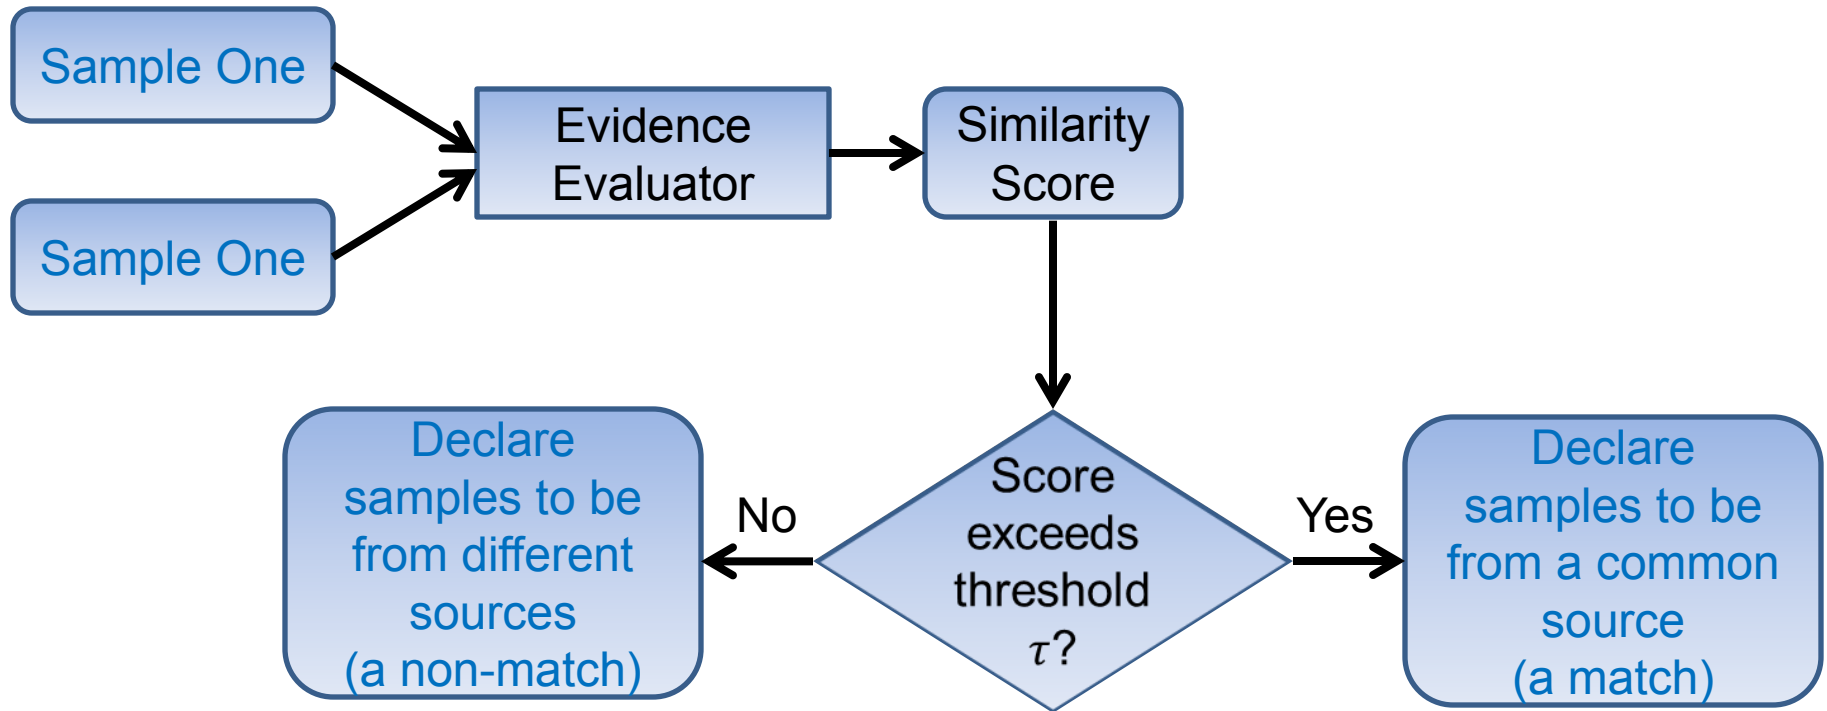 Sample One
Sample One
Evidence
Evaluator
Similarity
Score
Score
exceeds
threshold
τ?
No
Declare
samples to be
from different
sources
(a non-match)
Yes
Declare
samples to be
from a common
source
(a match)